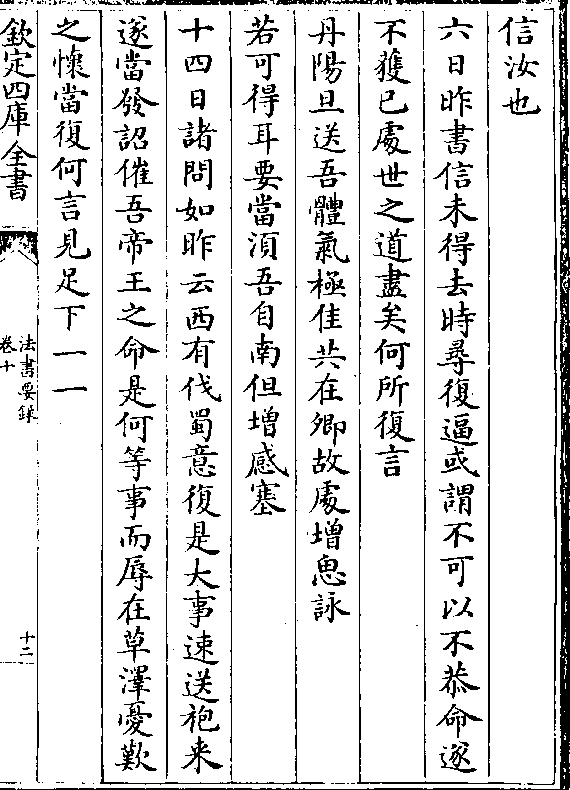 信汝也
六日昨書信未得去時尋復逼或謂不可以不恭命遂
不獲已處世之道盡矣何所復言
丹陽旦送吾體氣極佳共在卿故處增思詠
若可得耳要當須吾自南但增感塞
十四日諸問如昨云西有伐蜀意復是大事速送袍来
遂當發詔催吾帝王之命是何等事而辱在草澤憂歎
之懷當復何言見足下一一
欽定四庫全書
法書要錄
卷十
十二